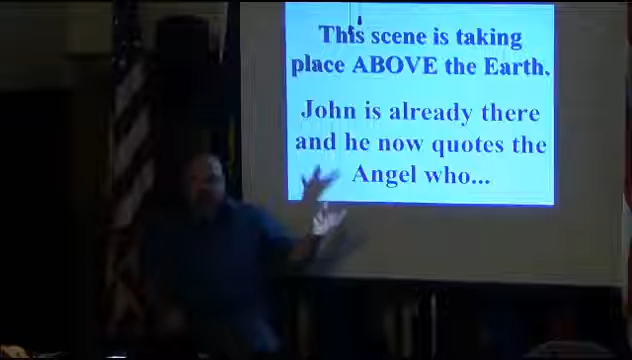 This scene is taking
place ABOVE the Earth.
John is already there
and he now quotes the
Angel who...